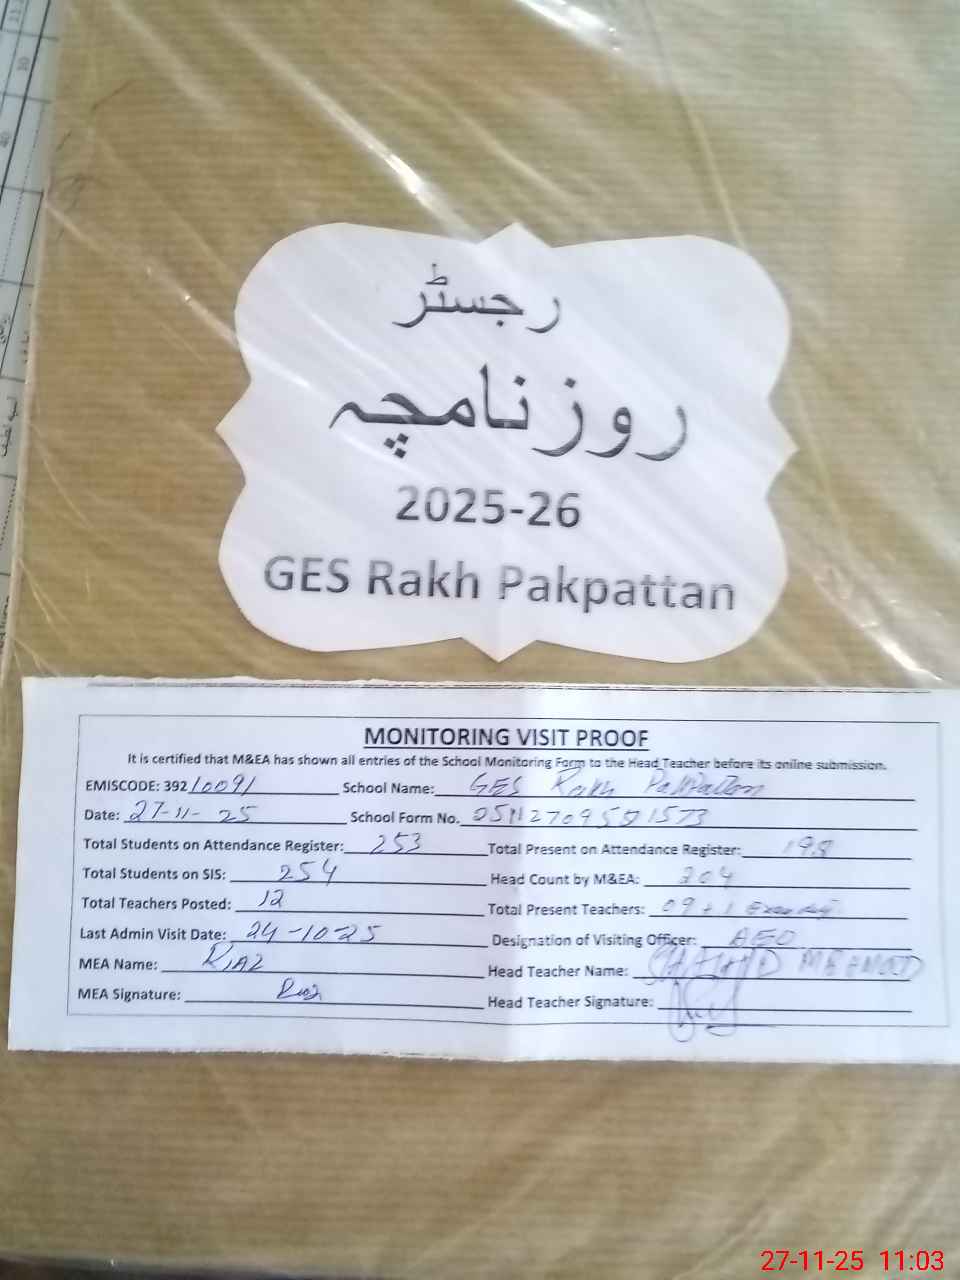 رجسٹر
روزنامچہ
2025-26
GES Rakh Pakpattan
MONITORING VISIT PROOF
It is certified that M&EA has shown all entries of the School Monitoring Form to the Head Teacher before its online submission.
EMISCODE: 392 10091 School Name: GES Rakh Pakpattan
Date: 27-11-25 School Form No.
Total Students on Attendance Register: 253 Total Present on Attendance Register: 198
Total Students on SIS: 254 Head Count by M&EA: 204
Total Teachers Posted: 12 Total Present Teachers: 09 + 1
Last Admin Visit Date: 24-10-25 Designation of Visiting Officer: AEO
MEA Name: RIAZ Head Teacher Name: MEHMOOD
MEA Signature: Riaz Head Teacher Signature:
27-11-25 11:03